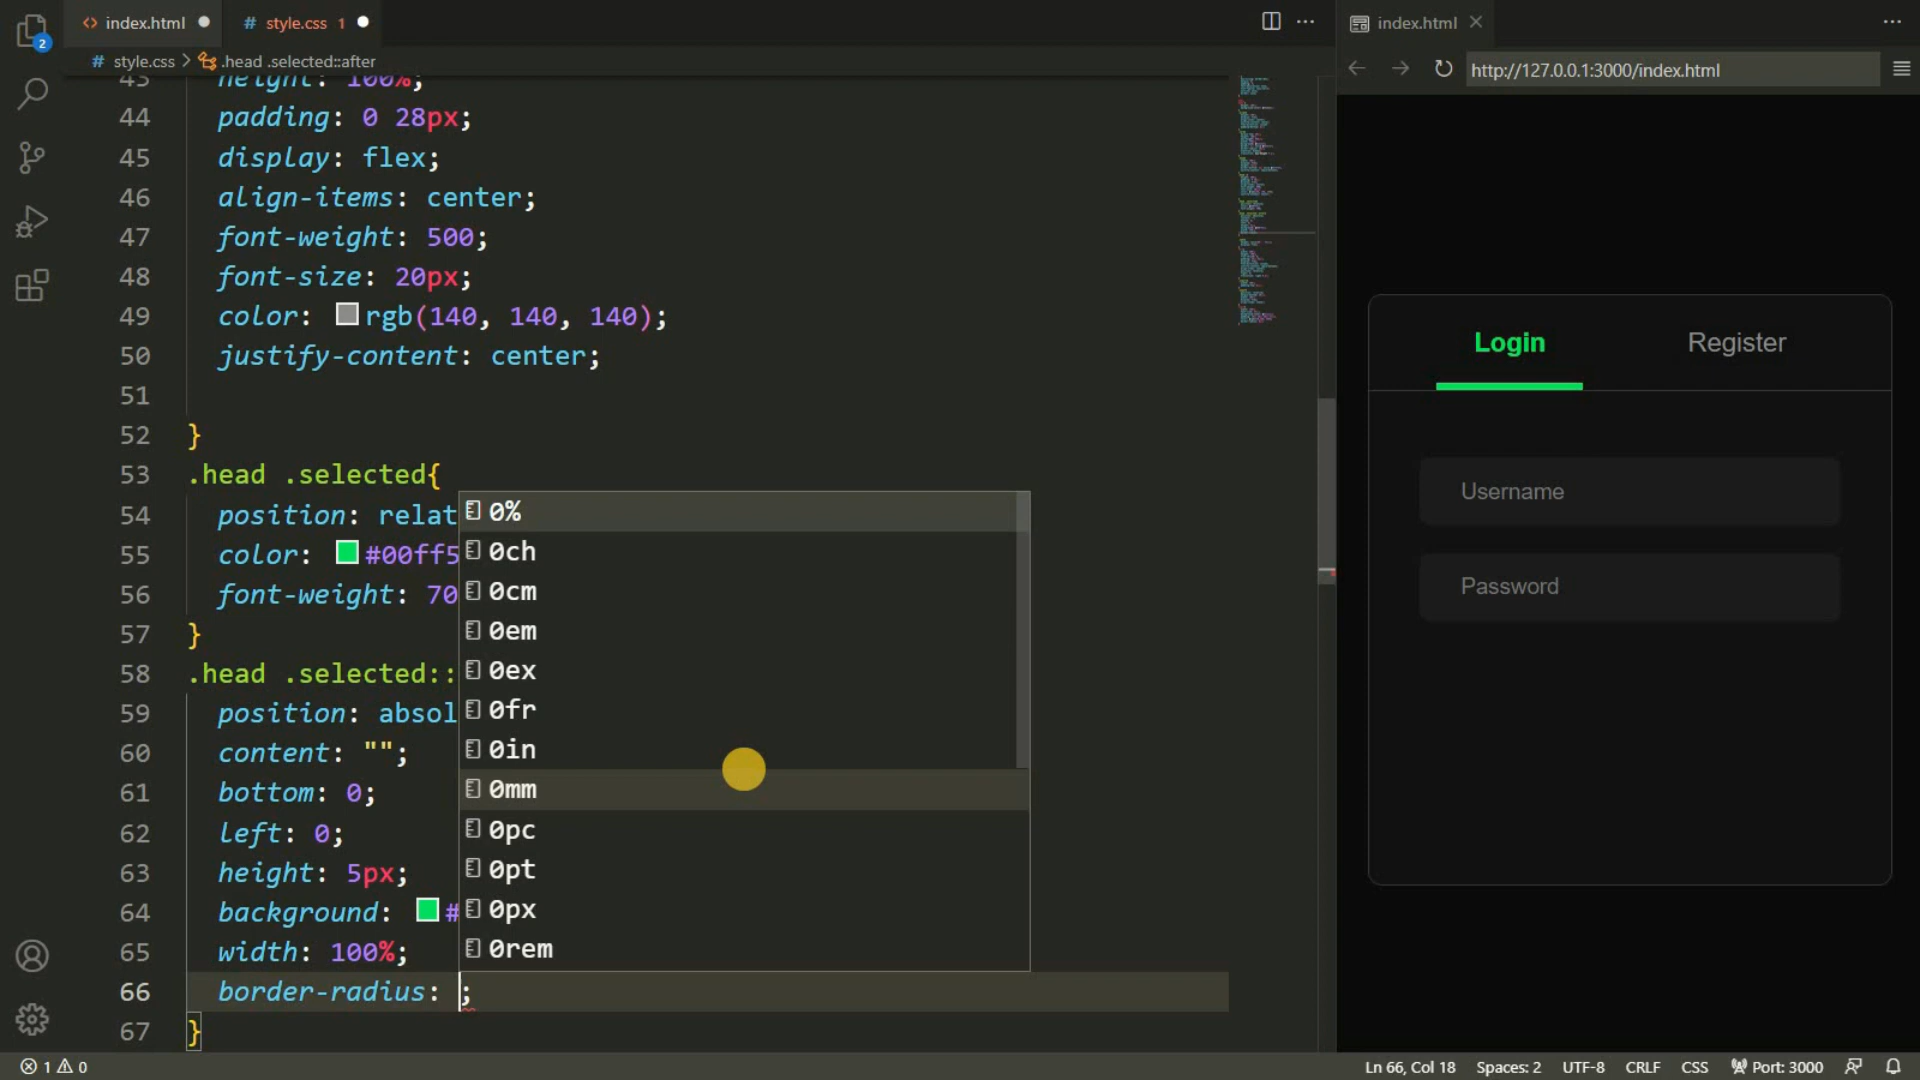 index.html
# style.css 1
index.html
# style.css > .head .selected::after
http://127.0.0.1:3000/index.html
2
43 height: 100%;
44 padding: 0 28px;
45 display: flex;
46 align-items: center;
47 font-weight: 500;
48 font-size: 20px;
49 color: rgb(140, 140, 140);
50 justify-content: center;
51
52 }
53 .head .selected{
54 position: relat
55 color: #00ff5
56 font-weight: 70
57 }
58 .head .selected::
59 position: absol
60 content: "";
61 bottom: 0;
62 left: 0;
63 height: 5px;
64 background: #
65 width: 100%;
66 border-radius: ;
67 }
0%
0ch
0cm
0em
0ex
0fr
0in
0mm
0pc
0pt
0px
0rem
Login Register
Username
Password
1 0
Ln 66, Col 18 Spaces: 2 UTF-8 CRLF CSS Port: 3000